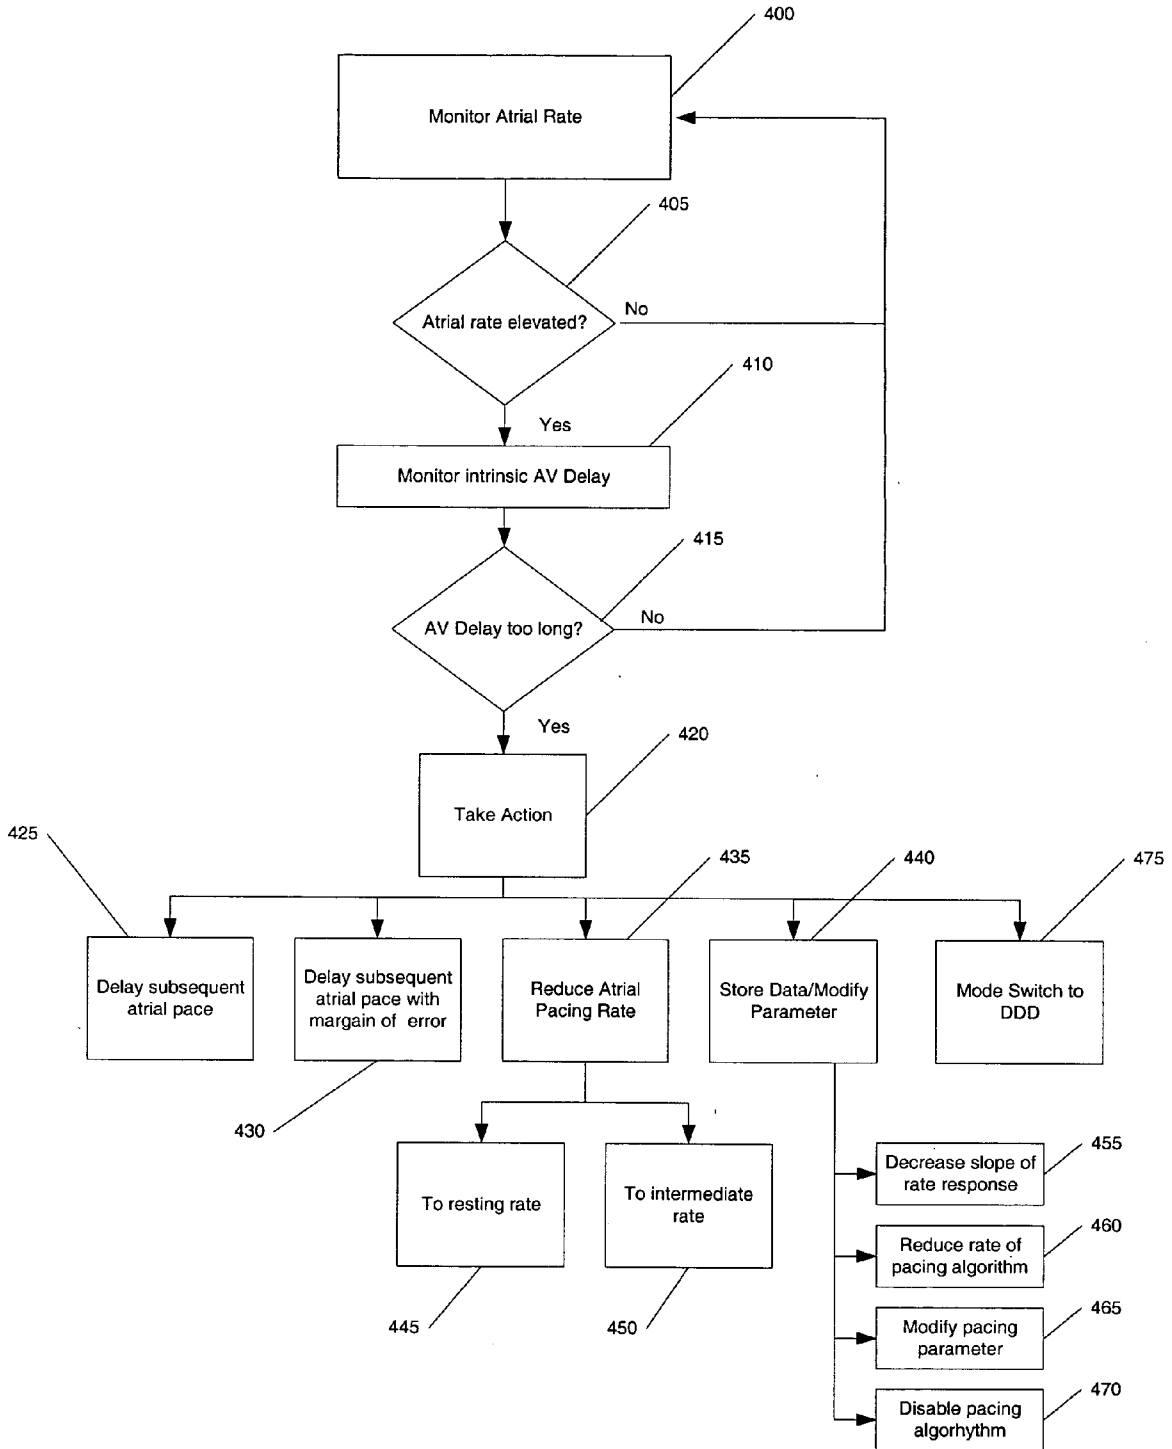 400
Monitor Atrial Rate
405
Atrial rate elevated?
No
410
Yes
Monitor intrinsic AV Delay
415
AV Delay too long?
No
Yes
420
Take Action
425
435
440
475
Delay subsequent
atrial pace
Delay subsequent
atrial pace with
margain of error
Reduce Atrial
Pacing Rate
Store Data/Modify
Parameter
Mode Switch to
DDD
430
To resting rate
To intermediate
rate
445
450
455
Decrease slope of
rate response
460
Reduce rate of
pacing algorithm
465
Modify pacing
parameter
470
Disable pacing
algorhythm